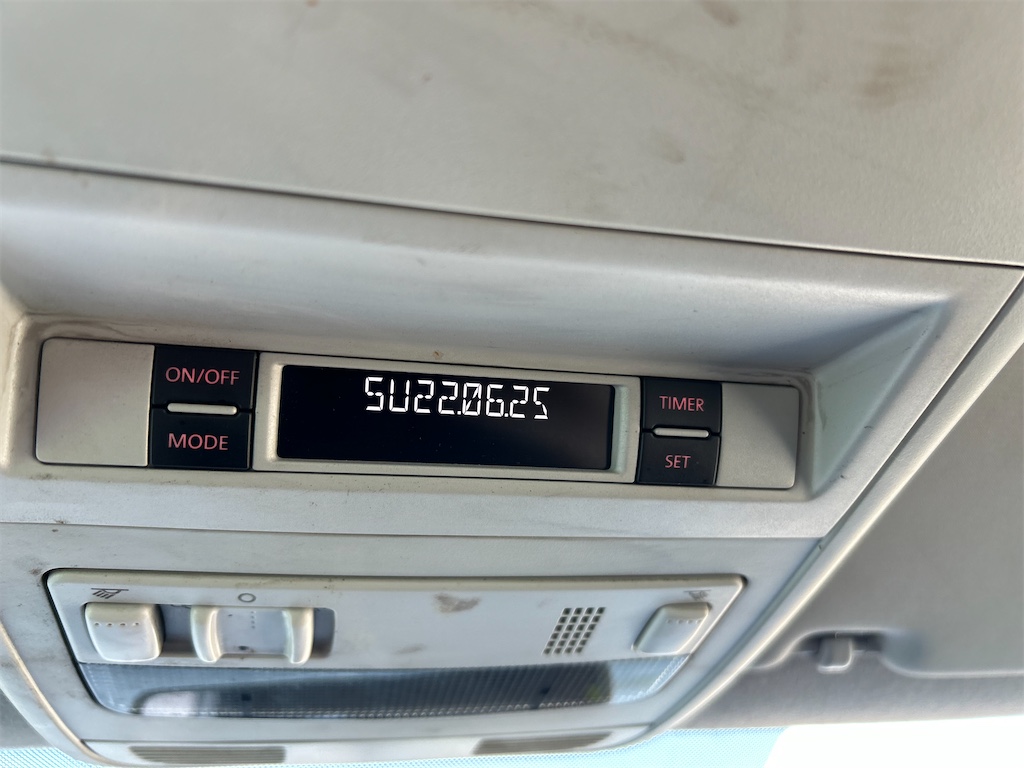 ON/OFF
MODE
SU22.06.25
TIMER
SET